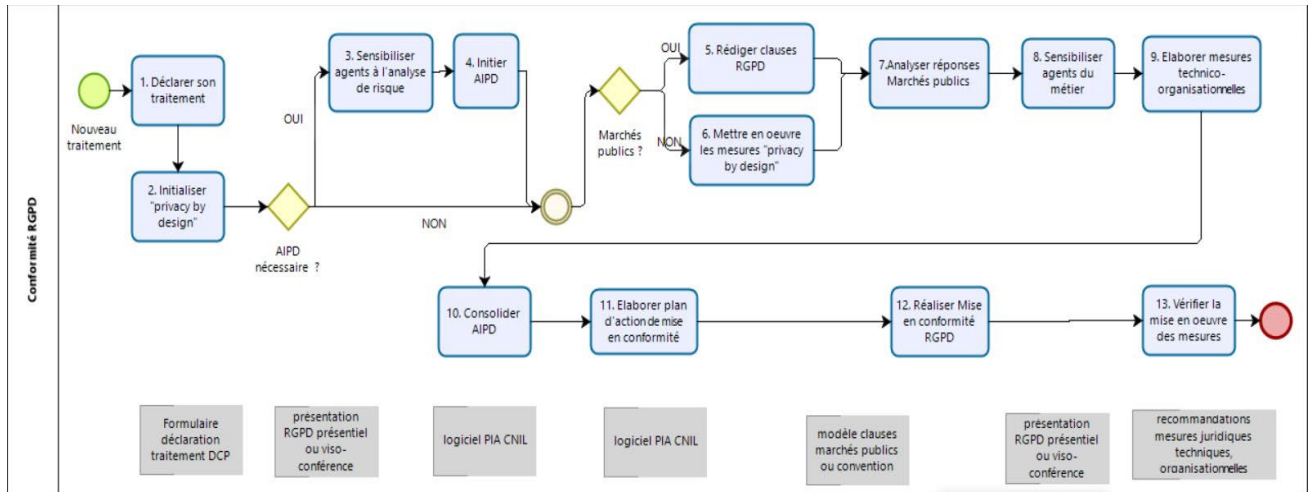 Conformité RGPD
Nouveau
traitement
1. Déclarer son
traitement
2. Initialiser
"privacy by
design"
AIPD
nécessaire ?
OUI
NON
3. Sensibiliser
agents à l'analyse
de risque
4. Initier
AIPD
Marchés
publics ?
OUI
NON
5. Rédiger clauses
RGPD
6. Mettre en oeuvre
les mesures "privacy
by design"
7.Analyser réponses
Marchés publics
8. Sensibiliser
agents du
métier
9. Elaborer mesures
technico-
organisationnelles
10. Consolider
AIPD
11. Elaborer plan
d'action de mise
en conformité
12. Réaliser Mise
en conformité
RGPD
13. Vérifier la
mise en oeuvre
des mesures
Formulaire
déclaration
traitement DCP
présentation
RGPD présentiel
ou viso-
conférence
logiciel PIA CNIL
logiciel PIA CNIL
modèle clauses
marchés publics
ou convention
présentation
RGPD présentiel
ou viso-
conférence
recommandations
mesures juridiques
techniques,
organisationnelles